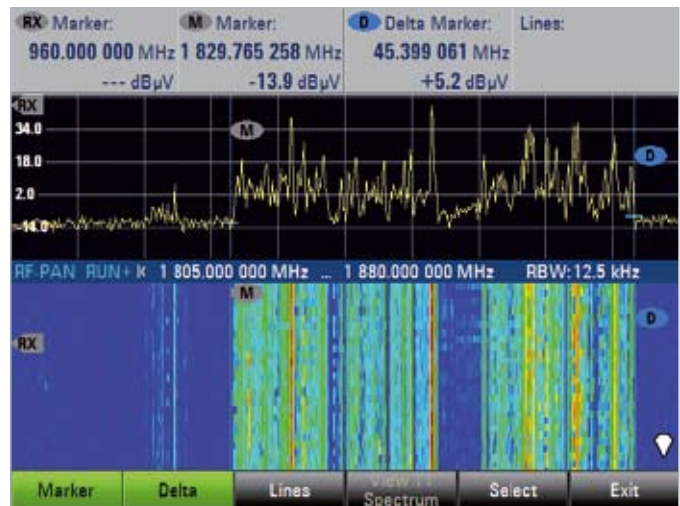 RX Marker: M Marker: D Delta Marker: Lines:
960.000 000 MHz 1 829.765 258 MHz 45.399 061 MHz
--- dBµV -13.9 dBµV +5.2 dBµV
RX
34.0
M
D
18.0
2.0
-14.0
RF-PAN RUN+ K 1 805.000 000 MHz ... 1 880.000 000 MHz RBW: 12.5 kHz
M
D
RX
Marker Delta Lines Spectrum Select Exit